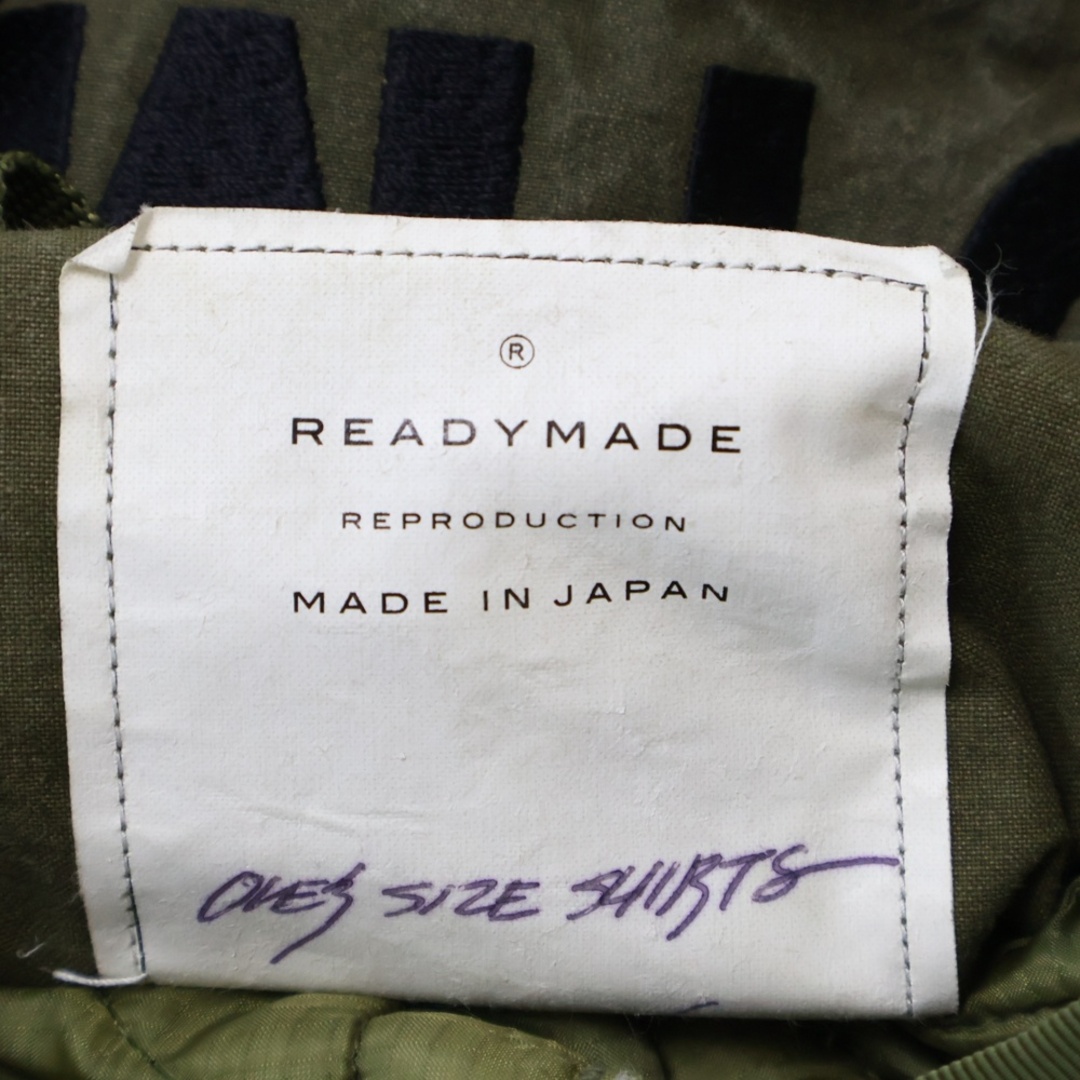 ®
READYMADE
REPRODUCTION
MADE IN JAPAN
OVER SIZE SHIRTS